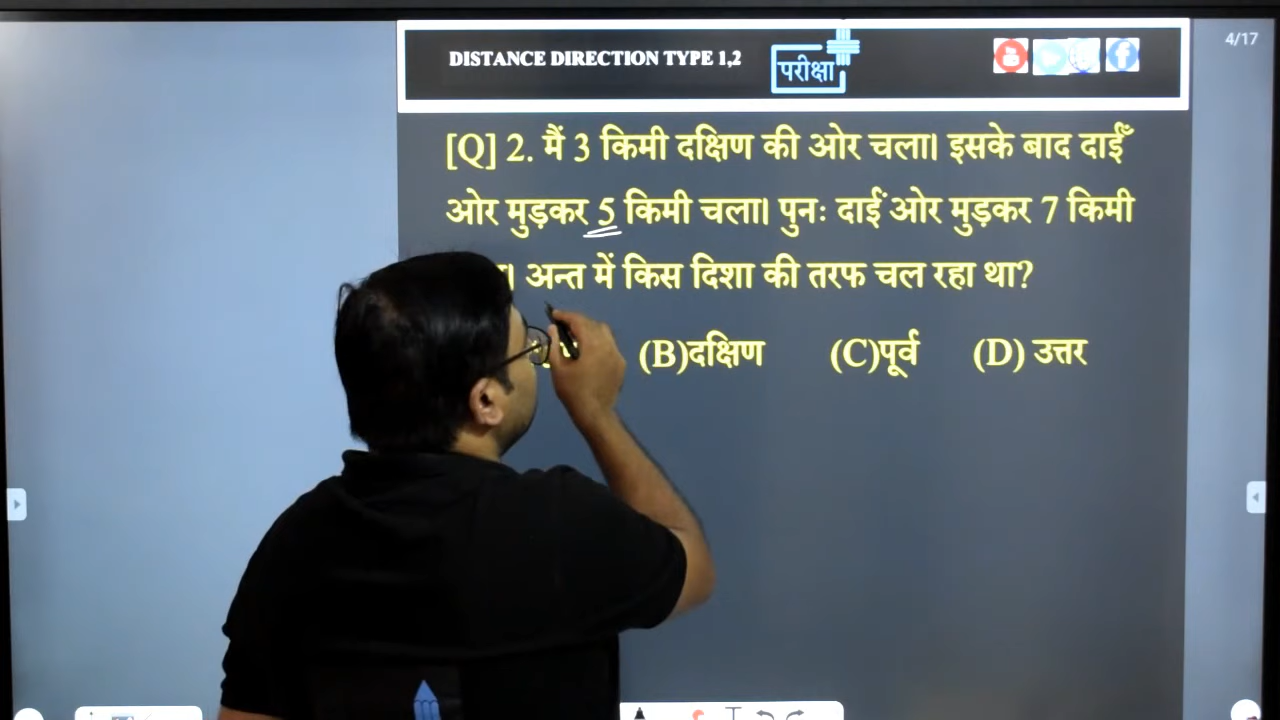 DISTANCE DIRECTION TYPE 1,2
परीक्षा
4/17
[Q] 2. मैं 3 किमी दक्षिण की ओर चला। इसके बाद दाईँ
ओर मुड़कर 5 किमी चला। पुनः दाईं ओर मुड़कर 7 किमी
अन्त में किस दिशा की तरफ चल रहा था?
(B)दक्षिण (C)पूर्व (D) उत्तर